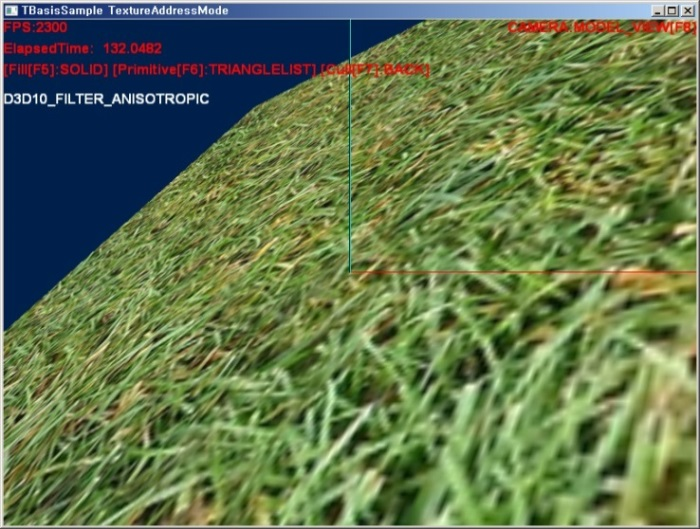 TBasisSample TextureAddressMode
FPS:2300
CAMERA:MODEL_VIEW[F8]
ElapsedTime: 132.0482
[Fill[F5]:SOLID] [Primitive[F6]:TRIANGLELIST] [Cull[F7]:BACK]
D3D10_FILTER_ANISOTROPIC